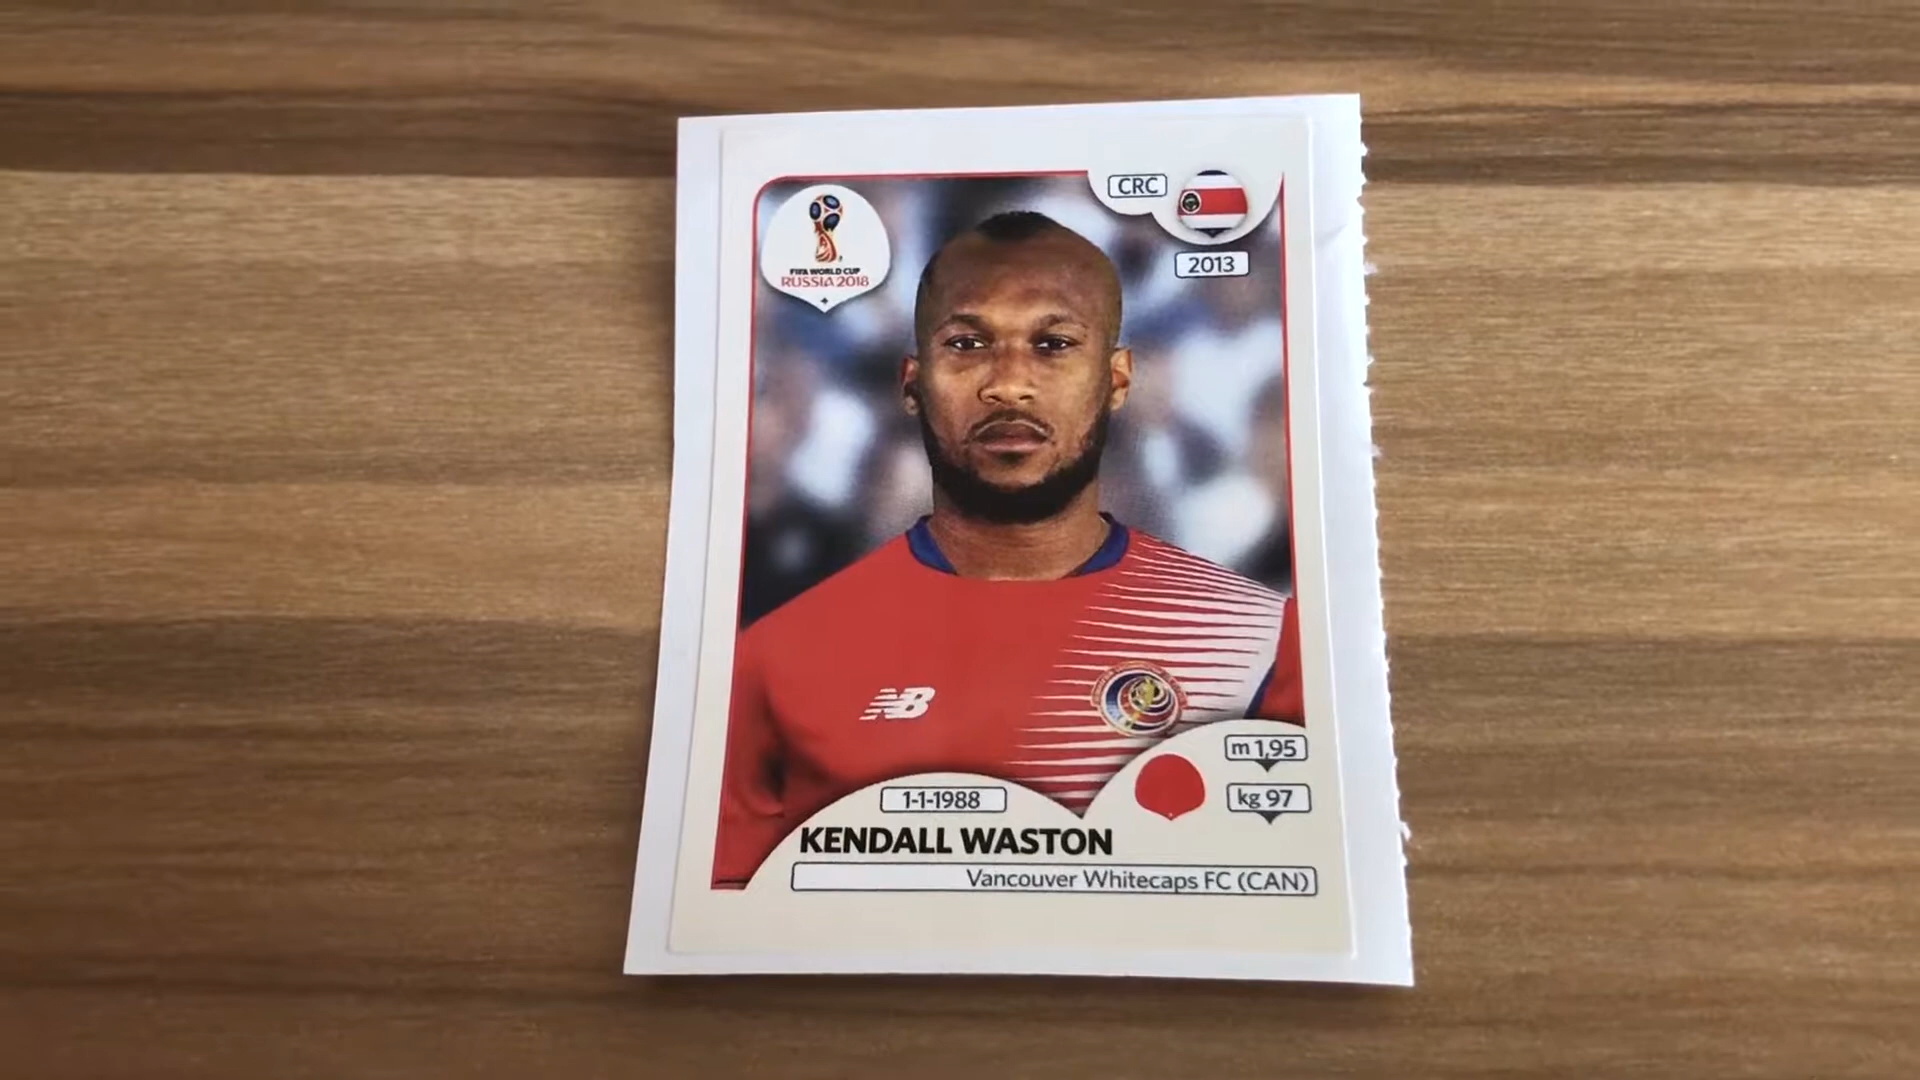 CRC
2013
FIFA WORLD CUP
RUSSIA 2018
NB
m 1,95
kg 97
1-1-1988
KENDALL WASTON
Vancouver Whitecaps FC (CAN)